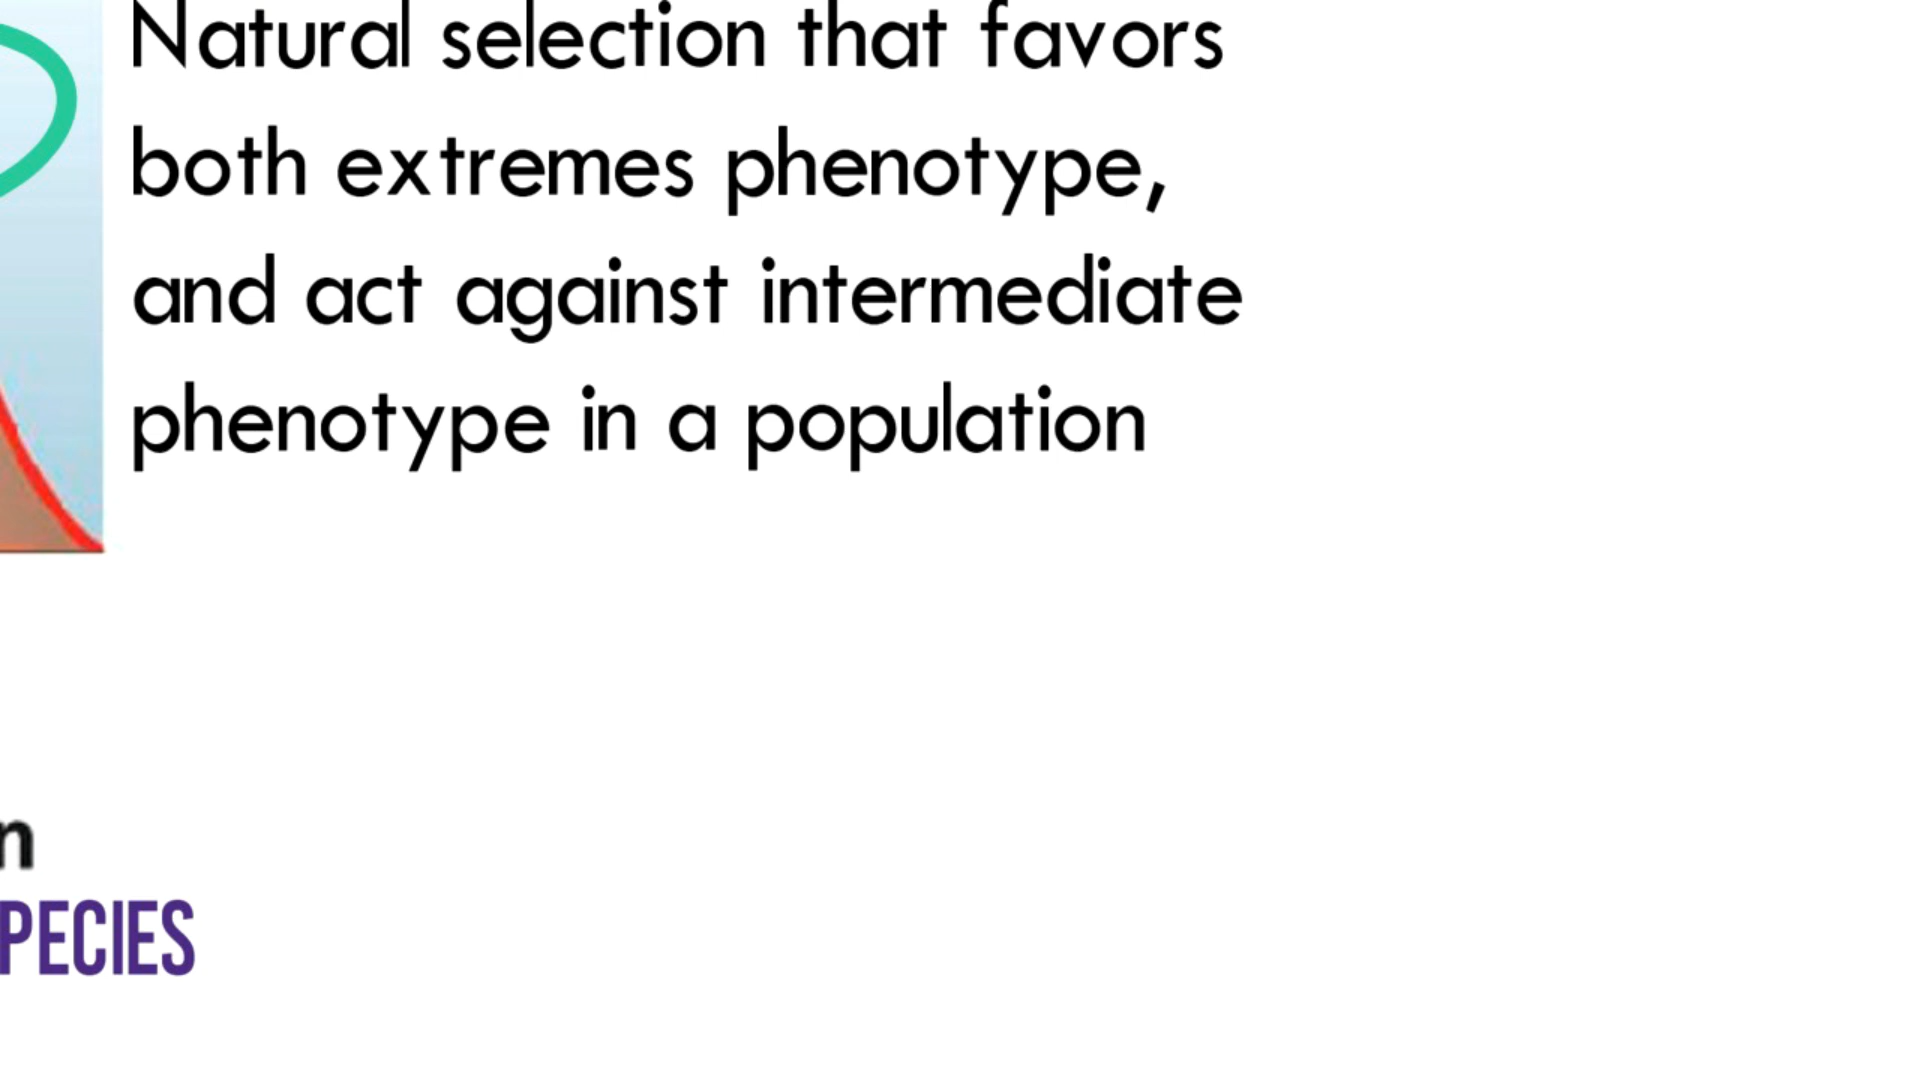 Natural selection that favors
both extremes phenotype,
and act against intermediate
phenotype in a population
n
PECIES